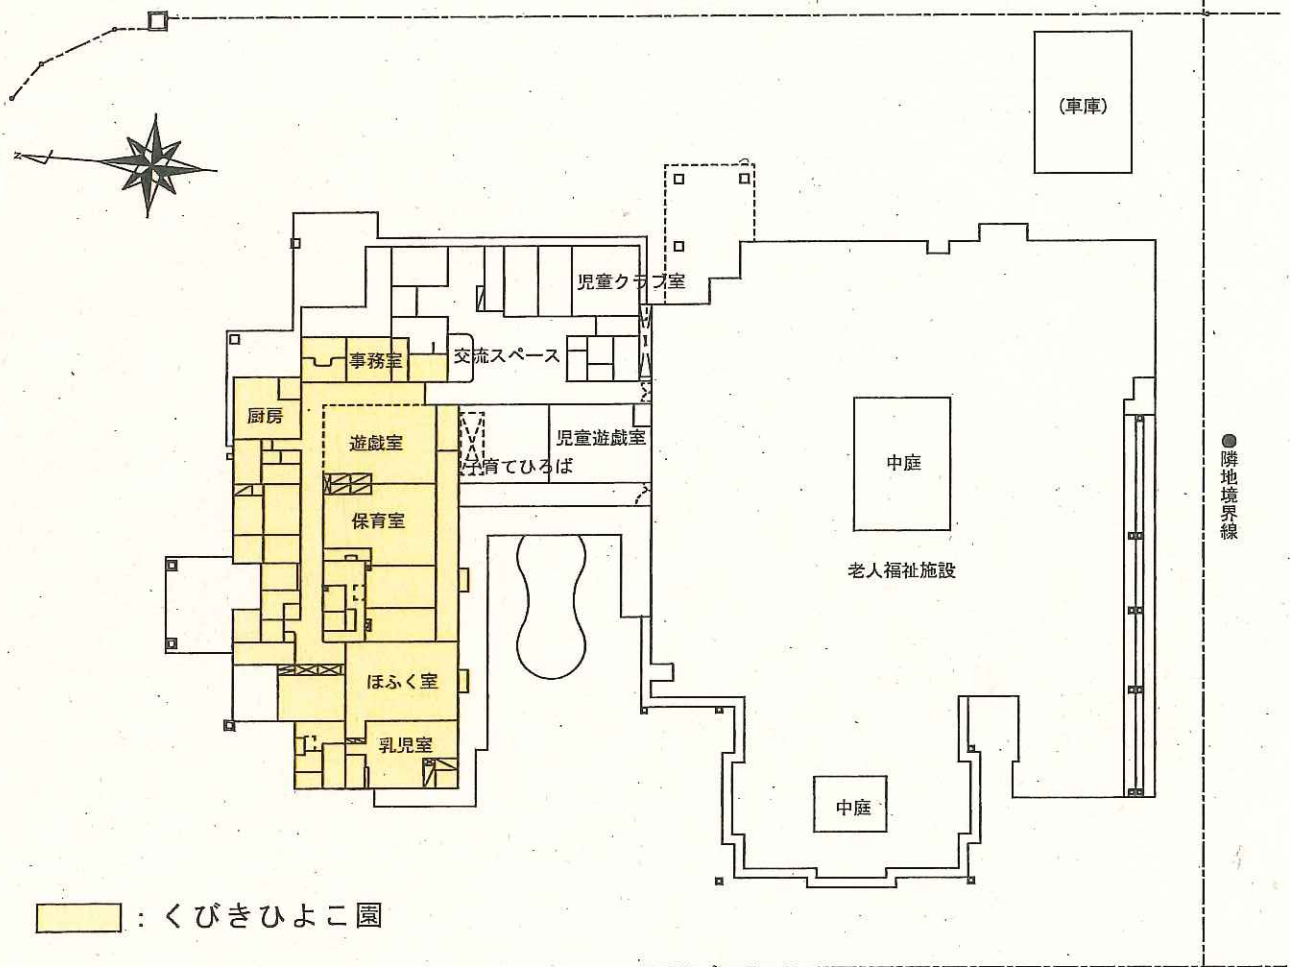 (車庫)
N
児童クラブ室
事務室
交流スペース
厨房
遊戯室
児童遊戯室
子育てひろば
中庭
●隣地境界線
保育室
老人福祉施設
ほふく室
乳児室
中庭
: くびきひよこ園